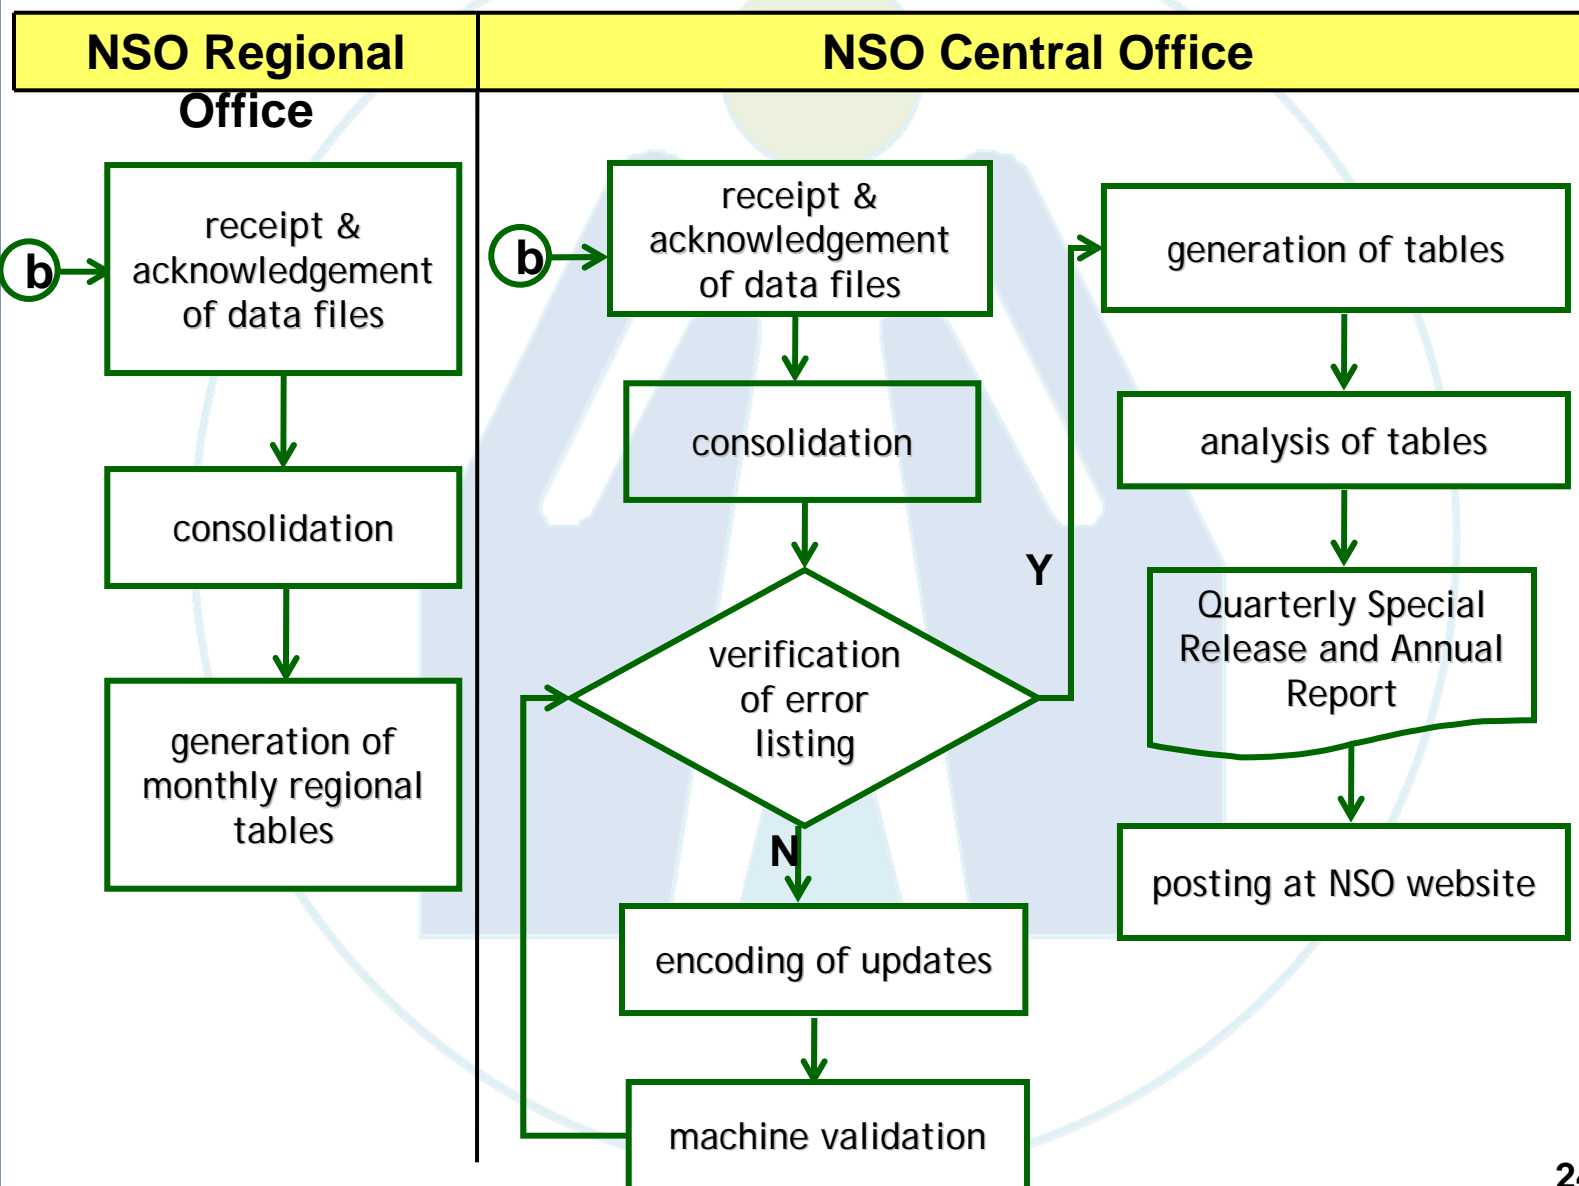 NSO Regional
Office
NSO Central Office
b
receipt &
acknowledgement
of data files
consolidation
generation of
monthly regional
tables
b
receipt &
acknowledgement
of data files
consolidation
verification
of error
listing
Y
N
encoding of updates
machine validation
generation of tables
analysis of tables
Quarterly Special
Release and Annual
Report
posting at NSO website